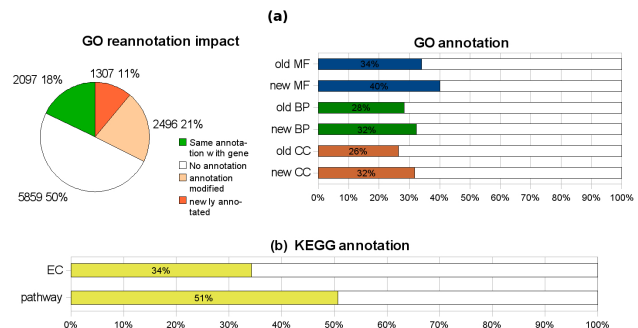 (a)
GO reannotation impact
1307 11%
2097 18%
2496 21%
5859 50%
Same annota-
tion with gene
No annotation
annotation
modified
newly anno-
tated
GO annotation
old MF
34%
new MF
40%
old BP
28%
new BP
32%
old CC
26%
new CC
32%
0% 10% 20% 30% 40% 50% 60% 70% 80% 90% 100%
(b) KEGG annotation
EC
34%
pathway
51%
0% 10% 20% 30% 40% 50% 60% 70% 80% 90% 100%